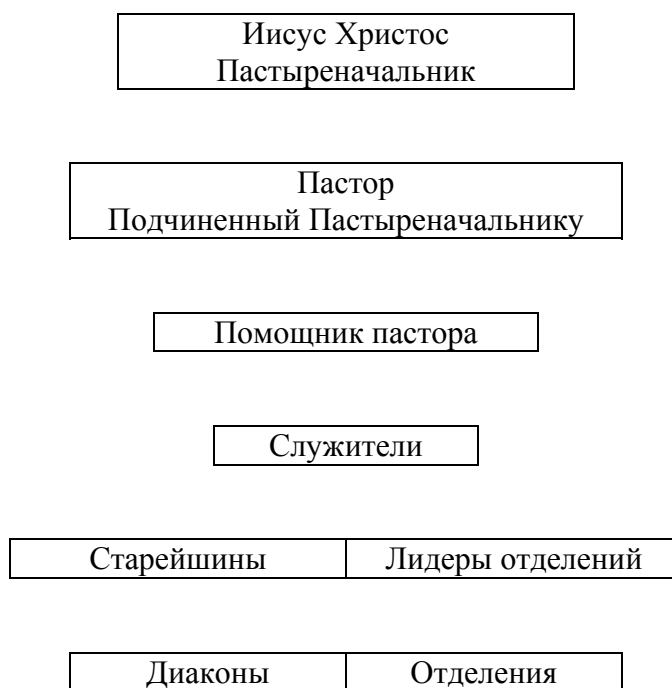 Иисус Христос
Пастыреначальник
Пастор
Подчиненный Пастыреначальнику
Помощник пастора
Служители
Старейшины Лидеры отделений
Диаконы Отделения